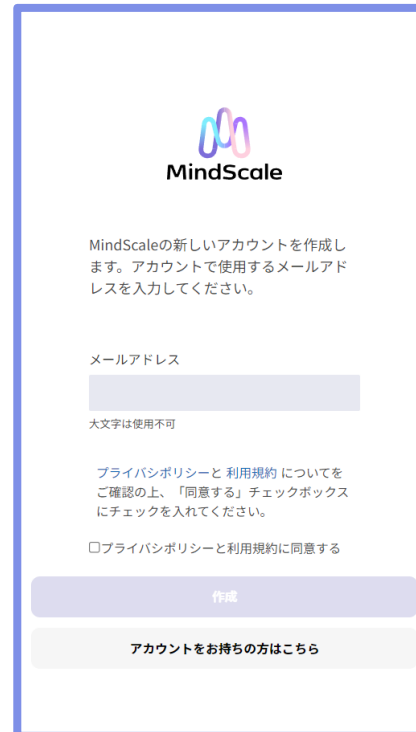 MindScale
MindScaleの新しいアカウントを作成し
ます。アカウントで使用するメールアド
レスを入力してください。
メールアドレス
大文字は使用不可
プライバシポリシーと 利用規約 についてを
ご確認の上、「同意する」チェックボックス
にチェックを入れてください。
プライバシポリシーと利用規約に同意する
作成
アカウントをお持ちの方はこちら